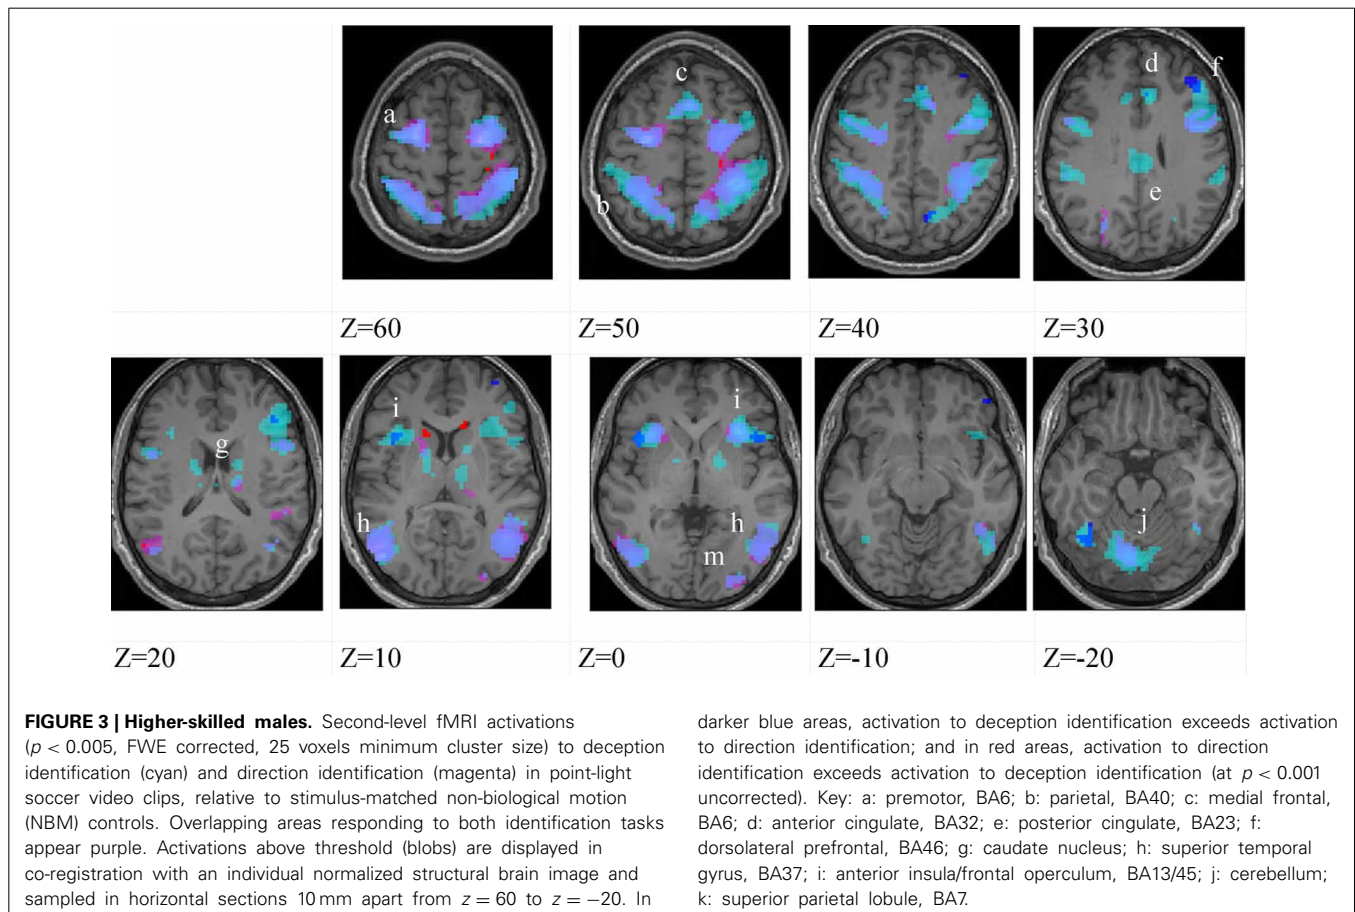 a
c
b
d
f
e
Z=60
Z=50
Z=40
Z=30
g
i
h
i
h
m
j
Z=20
Z=10
Z=0
Z=-10
Z=-20
FIGURE 3 | Higher-skilled males. Second-level fMRI activations
(p < 0.005, FWE corrected, 25 voxels minimum cluster size) to deception
identification (cyan) and direction identification (magenta) in point-light
soccer video clips, relative to stimulus-matched non-biological motion
(NBM) controls. Overlapping areas responding to both identification tasks
appear purple. Activations above threshold (blobs) are displayed in
co-registration with an individual normalized structural brain image and
sampled in horizontal sections 10 mm apart from z = 60 to z = −20. In
darker blue areas, activation to deception identification exceeds activation
to direction identification; and in red areas, activation to direction
identification exceeds activation to deception identification (at p < 0.001
uncorrected). Key: a: premotor, BA6; b: parietal, BA40; c: medial frontal,
BA6; d: anterior cingulate, BA32; e: posterior cingulate, BA23; f:
dorsolateral prefrontal, BA46; g: caudate nucleus; h: superior temporal
gyrus, BA37; i: anterior insula/frontal operculum, BA13/45; j: cerebellum;
k: superior parietal lobule, BA7.